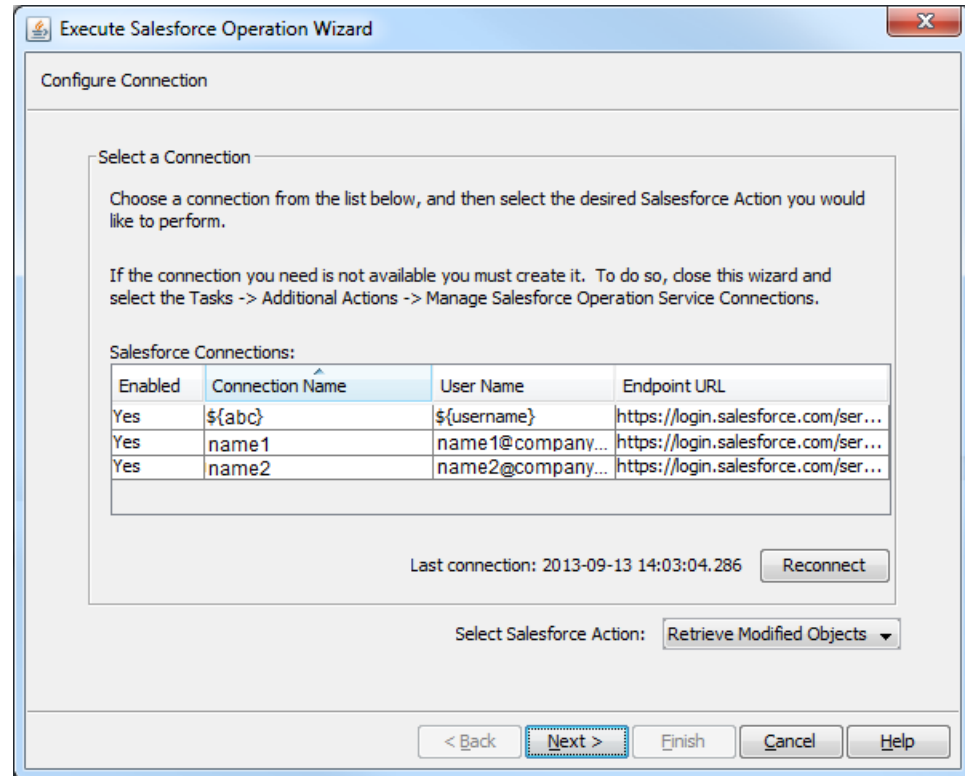 Execute Salesforce Operation Wizard
Configure Connection
Select a Connection
Choose a connection from the list below, and then select the desired Salsesforce Action you would
like to perform.
If the connection you need is not available you must create it. To do so, close this wizard and
select the Tasks -> Additional Actions -> Manage Salesforce Operation Service Connections.
Salesforce Connections:
Enabled Connection Name User Name Endpoint URL
Yes ${abc} ${username} https://login.salesforce.com/ser...
Yes name1 name1@company... https://login.salesforce.com/ser...
Yes name2 name2@company... https://login.salesforce.com/ser...
Last connection: 2013-09-13 14:03:04.286 Reconnect
Select Salesforce Action: Retrieve Modified Objects
< Back Next > Finish Cancel Help